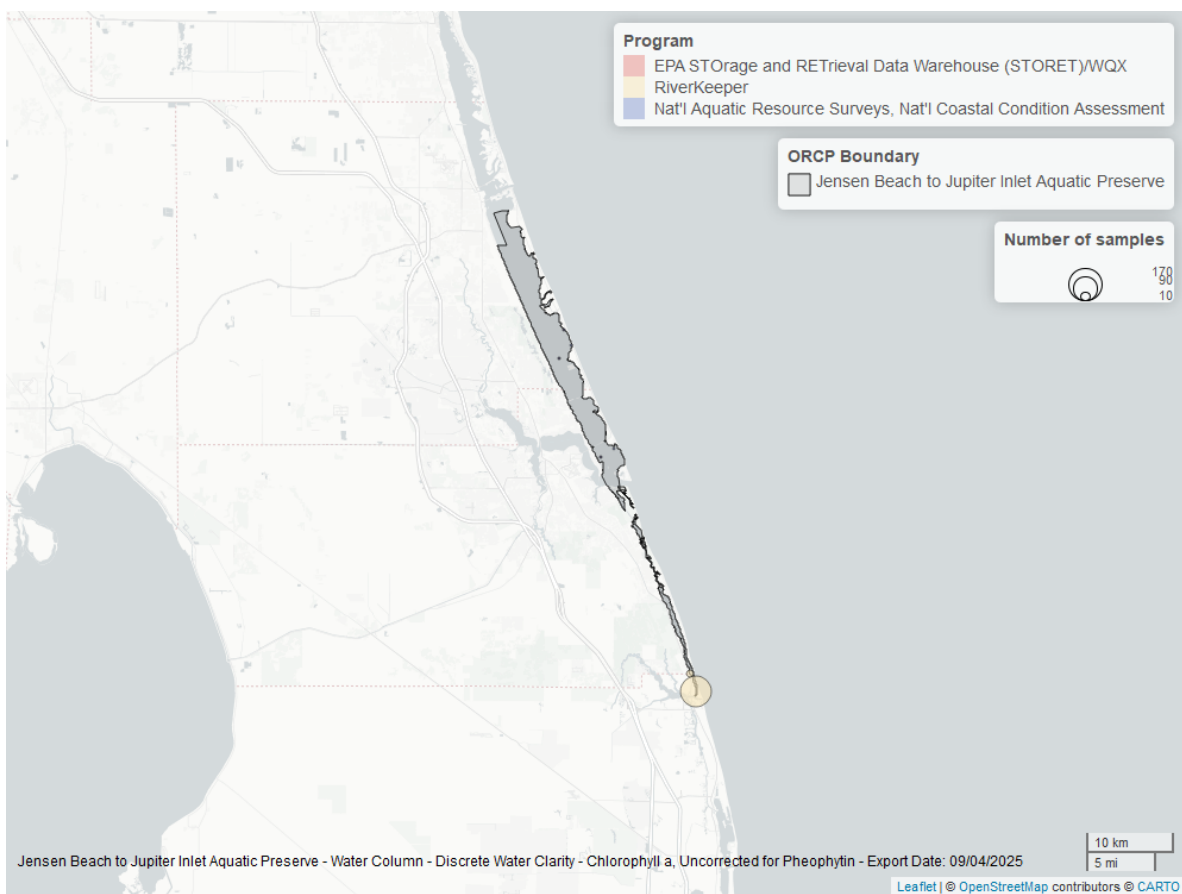 Program
EPA STOrage and RETrieval Data Warehouse (STORET)/WQX
RiverKeeper
Nat'l Aquatic Resource Surveys, Nat'l Coastal Condition Assessment
ORCP Boundary
Jensen Beach to Jupiter Inlet Aquatic Preserve
Number of samples
170
90
10
10 km
5 mi
Jensen Beach to Jupiter Inlet Aquatic Preserve - Water Column - Discrete Water Clarity - Chlorophyll a, Uncorrected for Pheophytin - Export Date: 09/04/2025
Leaflet | © OpenStreetMap contributors © CARTO